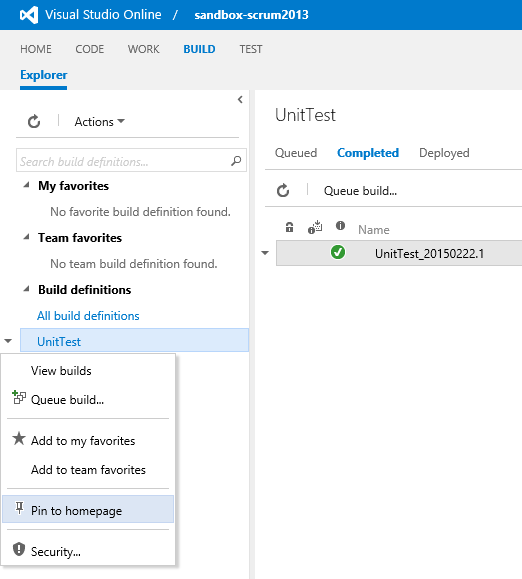 Visual Studio Online / sandbox-scrum2013
HOME CODE WORK BUILD TEST
Explorer
Actions
Search build definitions...
My favorites
No favorite build definition found.
Team favorites
No team build definition found.
Build definitions
All build definitions
UnitTest
View builds
Queue build...
Add to my favorites
Add to team favorites
Pin to homepage
Security...
UnitTest
Queued Completed Deployed
Queue build...
Name
UnitTest_20150222.1